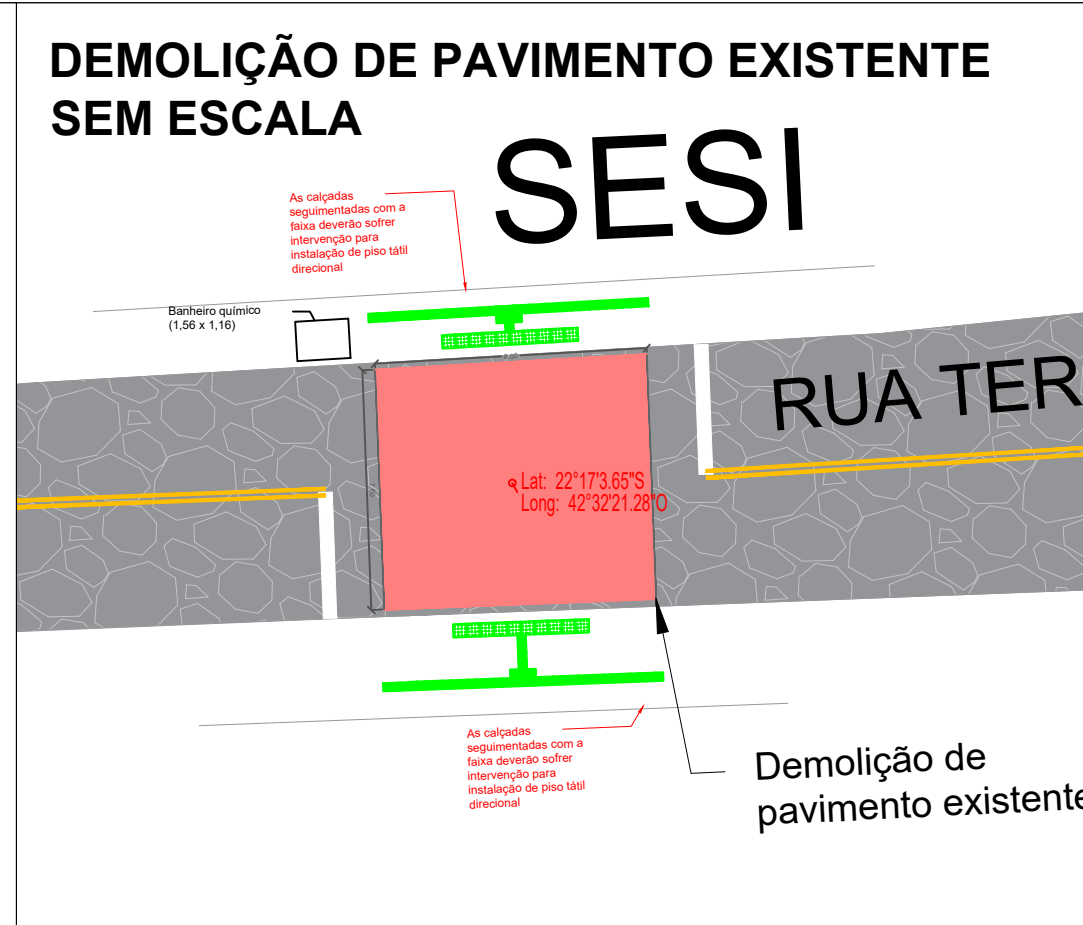 DEMOLIÇÃO DE PAVIMENTO EXISTENTE
SEM ESCALA
SESI
As calçadas
seguimentadas com a
faixa deverão sofrer
intervenção para
instalação de piso tátil
direcional
Banheiro químico
(1,56 x 1,16)
RUA TER
Lat: 22°17'3.65"S
Long: 42°32'21.28"O
As calçadas
seguimentadas com a
faixa deverão sofrer
intervenção para
instalação de piso tátil
direcional
Demolição de
pavimento existente